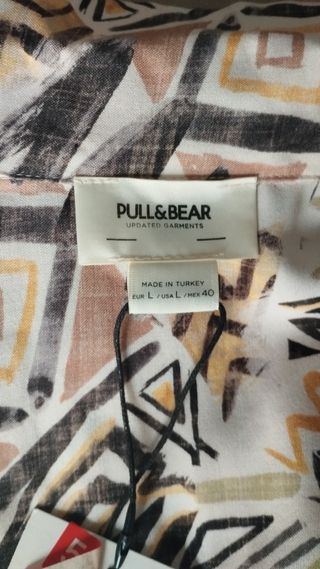 PULL&BEAR
UPDATED GARMENTS
MADE IN TURKEY
EUR L / USA L / MEX 40